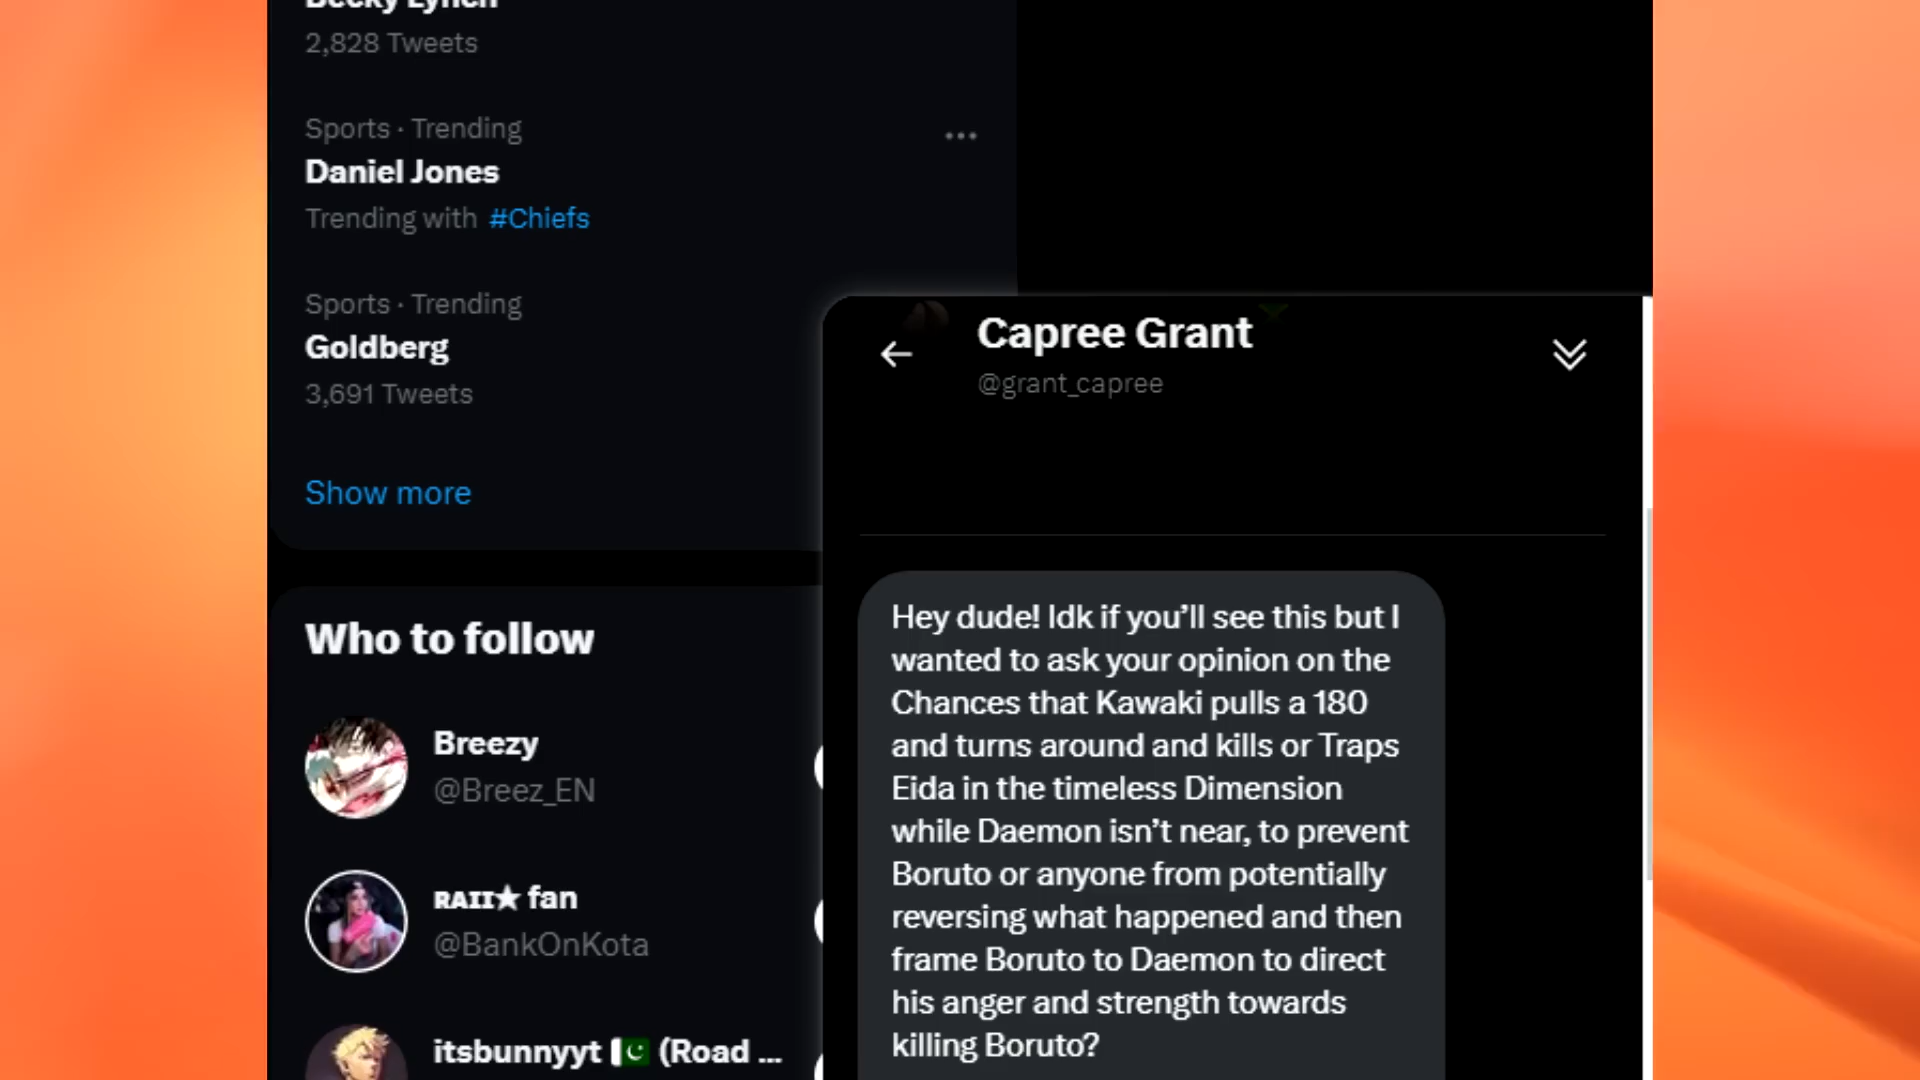 Becky Lynch
2,828 Tweets
Sports · Trending
Daniel Jones
Trending with #Chiefs
Sports · Trending
Goldberg
3,691 Tweets
Show more
Who to follow
Breezy
@Breez_EN
ʀᴀɪɪ★ fan
@BankOnKota
itsbunnyyt 🇵🇰 (Road ...
Capree Grant
@grant_capree
Hey dude! Idk if you’ll see this but I
wanted to ask your opinion on the
Chances that Kawaki pulls a 180
and turns around and kills or Traps
Eida in the timeless Dimension
while Daemon isn’t near, to prevent
Boruto or anyone from potentially
reversing what happened and then
frame Boruto to Daemon to direct
his anger and strength towards
killing Boruto?